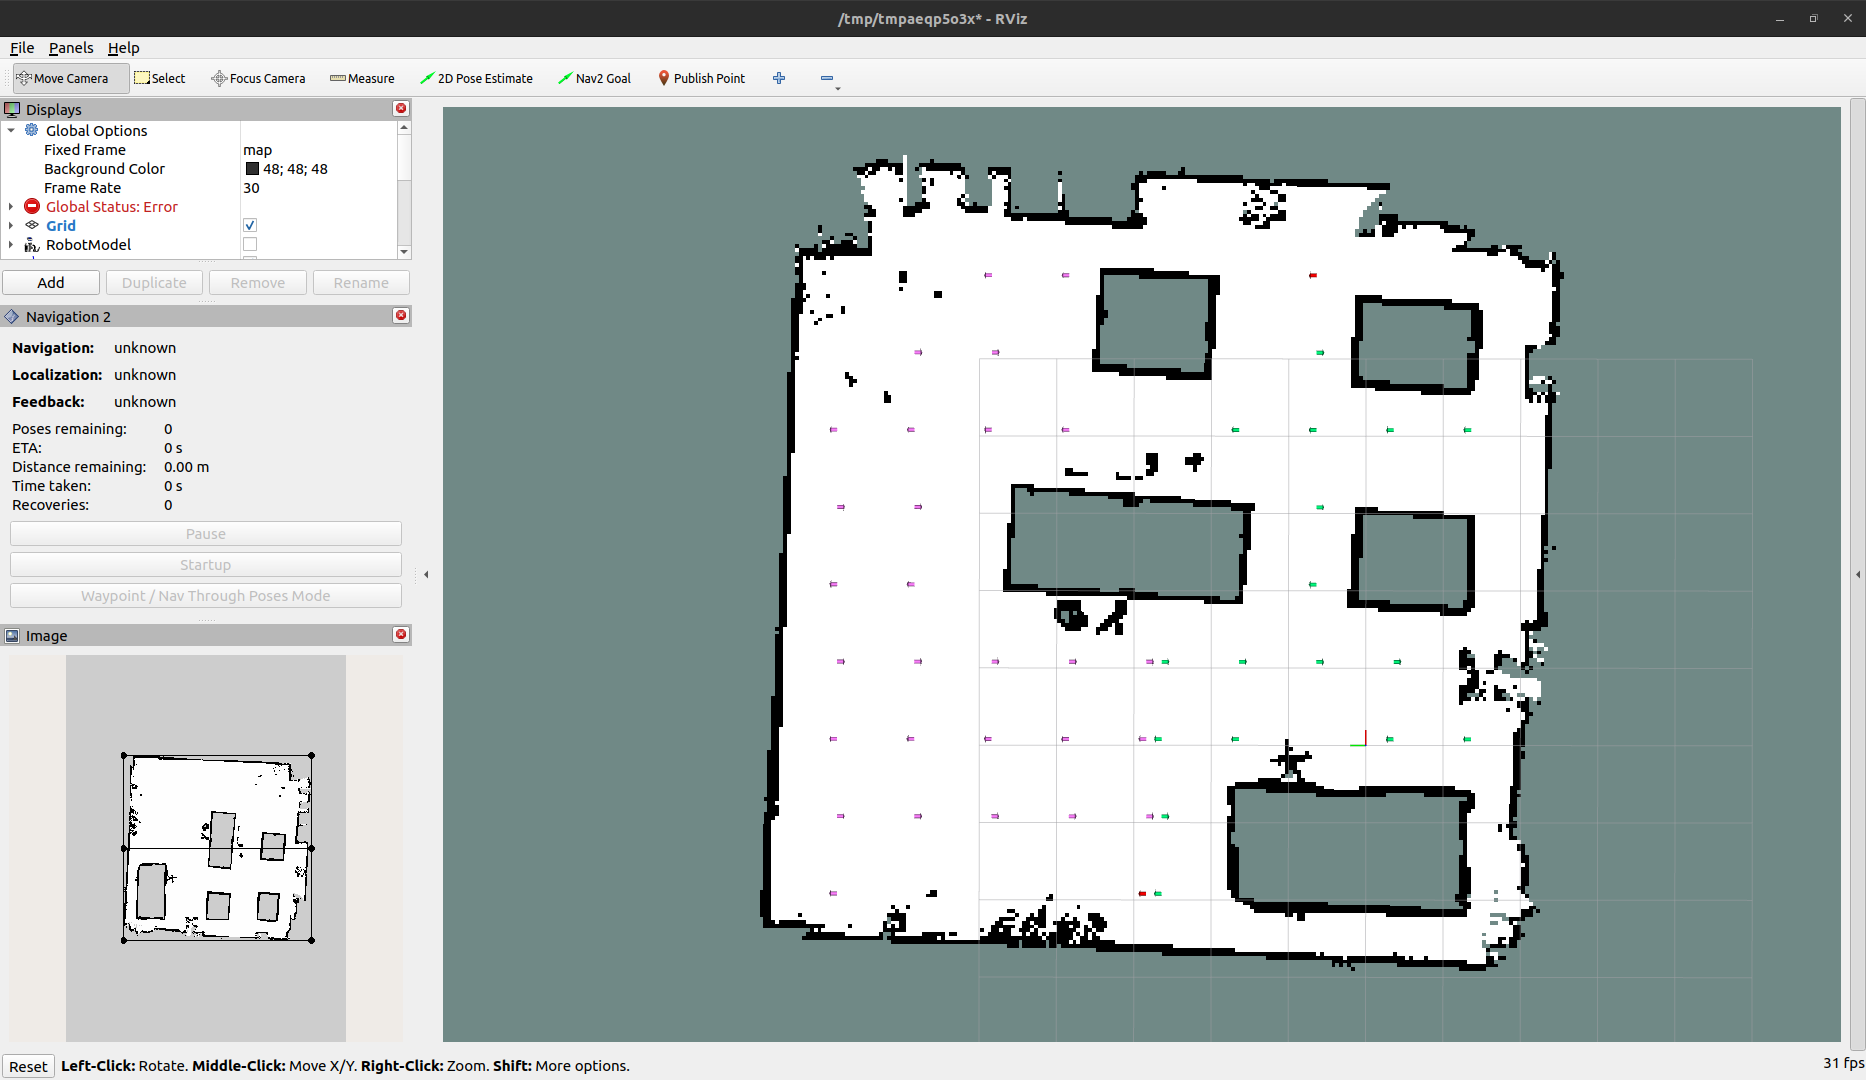 /tmp/tmpaeqp5o3x* - RViz
File Panels Help
Move Camera Select Focus Camera Measure 2D Pose Estimate Nav2 Goal Publish Point
Displays
Global Options
Fixed Frame map
Background Color 48; 48; 48
Frame Rate 30
Global Status: Error
Grid
RobotModel
Add Duplicate Remove Rename
Navigation 2
Navigation: unknown
Localization: unknown
Feedback: unknown
Poses remaining: 0
ETA: 0 s
Distance remaining: 0.00 m
Time taken: 0 s
Recoveries: 0
Pause
Startup
Waypoint / Nav Through Poses Mode
Image
Reset Left-Click: Rotate. Middle-Click: Move X/Y. Right-Click: Zoom. Shift: More options. 31 fps